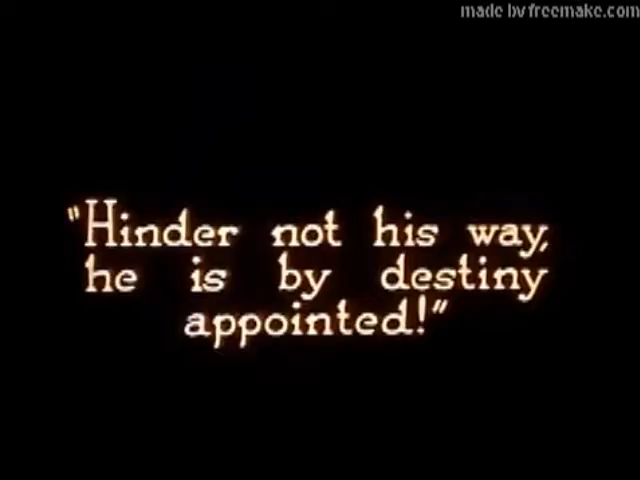 made by freemake.com
"Hinder not his way,
he is by destiny
appointed!"